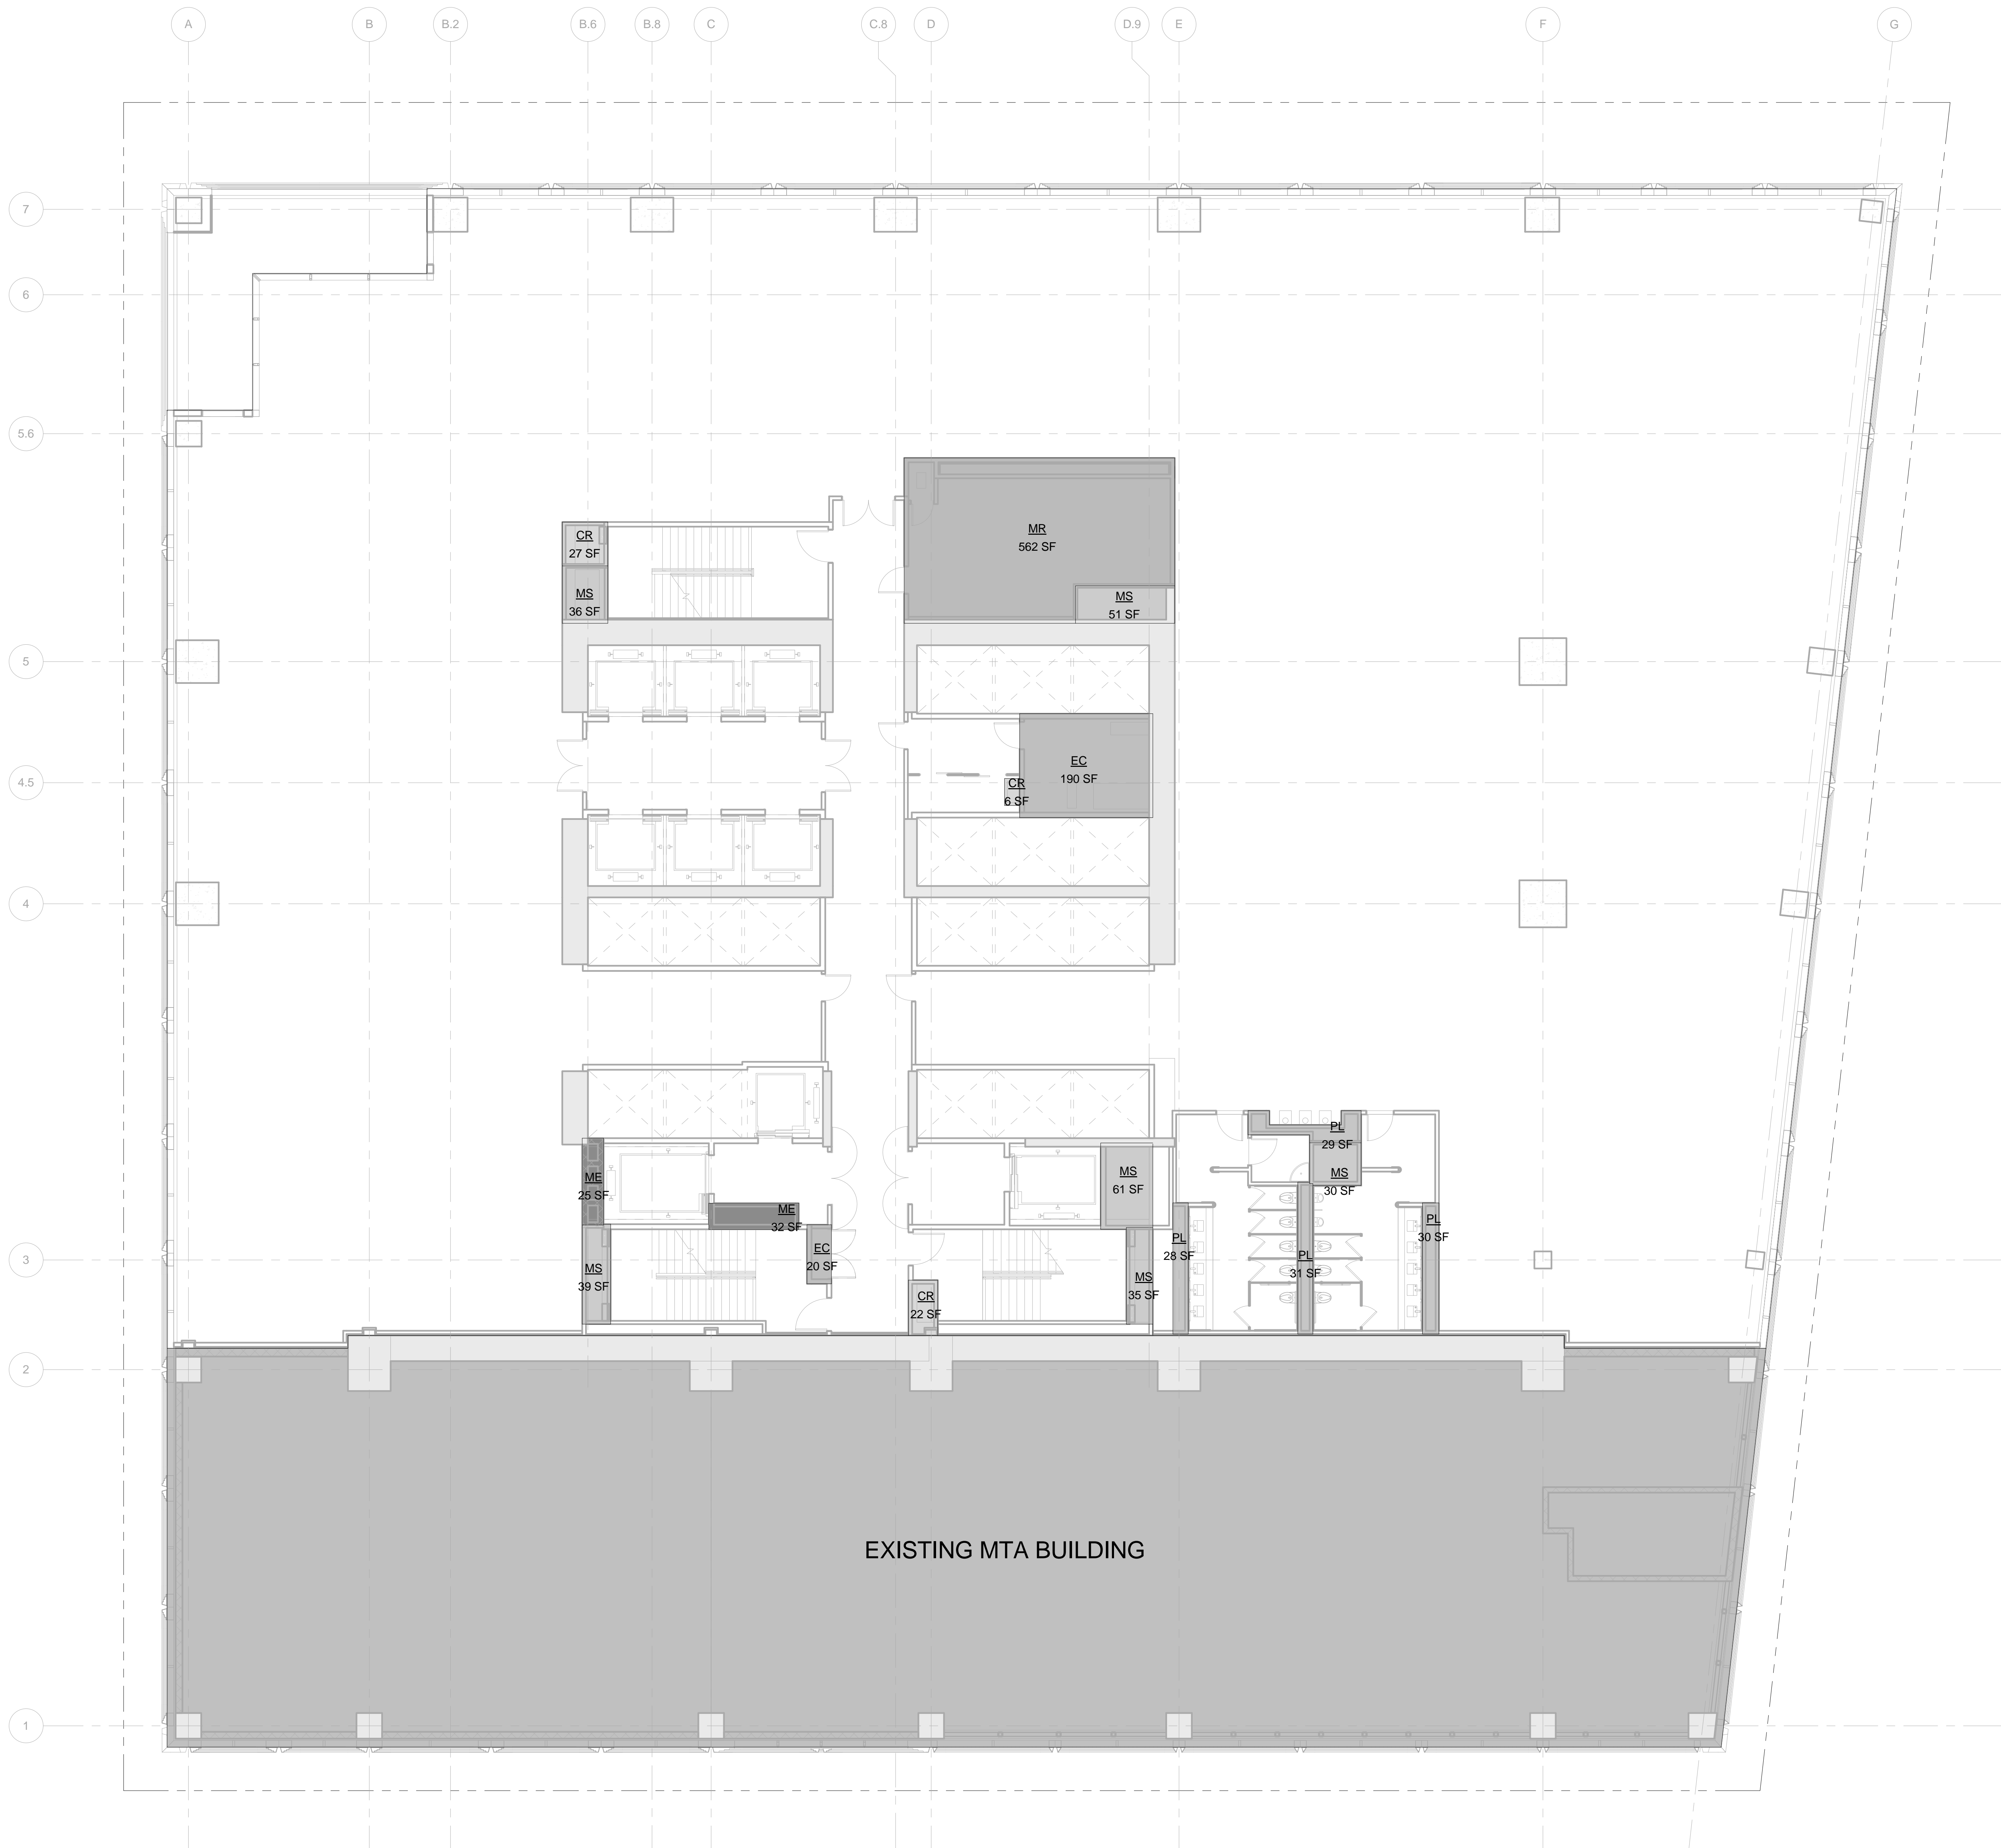 A
B
B.2
B.6
B.8
C
C.8
D
D.9
E
F
G
7
6
5.6
5
4.5
4
3
2
1
CR
27 SF
MS
36 SF
MR
562 SF
MS
51 SF
EC
190 SF
CR
6 SF
PL
29 SF
MS
30 SF
ME
25 SF
MS
61 SF
ME
32 SF
PL
28 SF
PL
31 SF
PL
30 SF
EC
20 SF
MS
39 SF
MS
35 SF
CR
22 SF
EXISTING MTA BUILDING